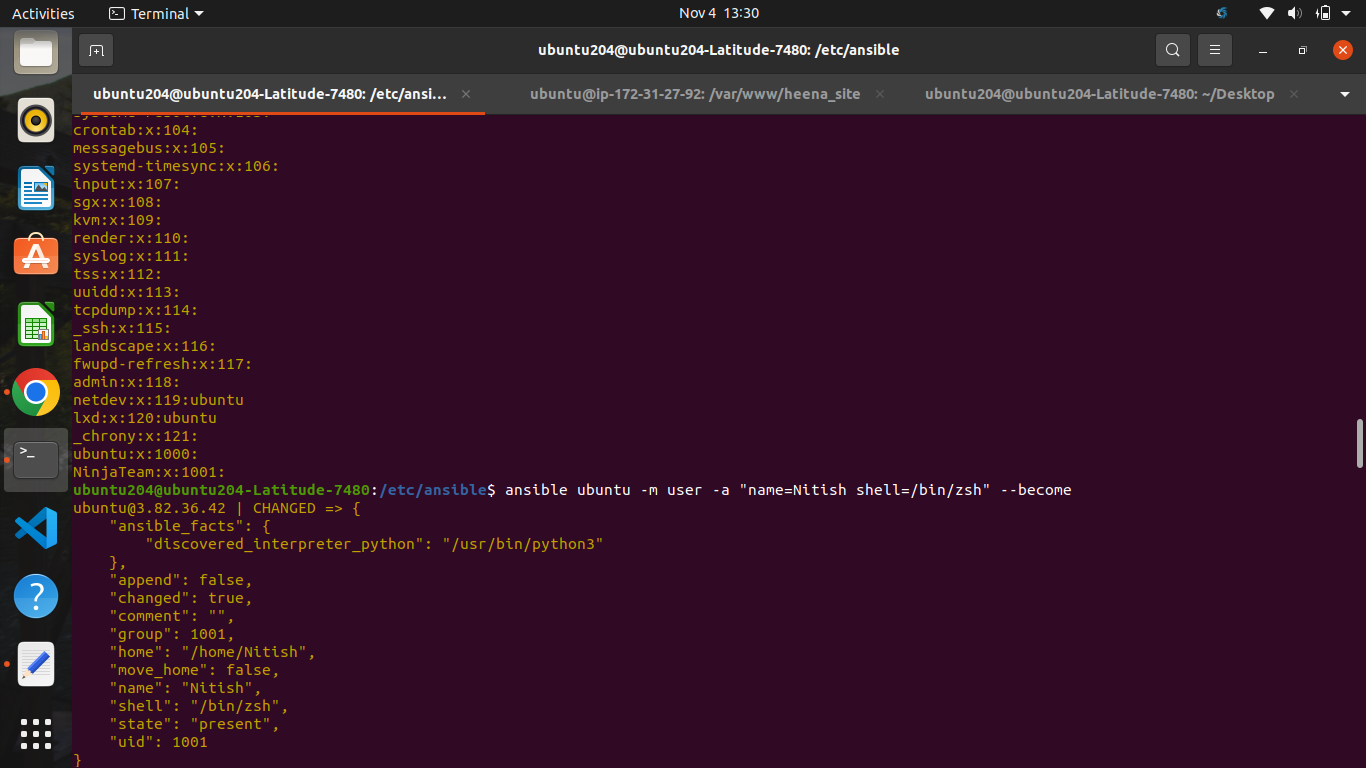 Activities
Terminal
Nov 4 13:30
ubuntu204@ubuntu204-Latitude-7480: /etc/ansible
ubuntu204@ubuntu204-Latitude-7480: /etc/ansi...
ubuntu@ip-172-31-27-92: /var/www/heena_site
ubuntu204@ubuntu204-Latitude-7480: ~/Desktop
crontab:x:104:
messagebus:x:105:
systemd-timesync:x:106:
input:x:107:
sgx:x:108:
kvm:x:109:
render:x:110:
syslog:x:111:
tss:x:112:
uuidd:x:113:
tcpdump:x:114:
_ssh:x:115:
landscape:x:116:
fwupd-refresh:x:117:
admin:x:118:
netdev:x:119:ubuntu
lxd:x:120:ubuntu
_chrony:x:121:
ubuntu:x:1000:
NinjaTeam:x:1001:
ubuntu204@ubuntu204-Latitude-7480:/etc/ansible$ ansible ubuntu -m user -a "name=Nitish shell=/bin/zsh" --become
ubuntu@3.82.36.42 | CHANGED => {
    "ansible_facts": {
        "discovered_interpreter_python": "/usr/bin/python3"
    },
    "append": false,
    "changed": true,
    "comment": "",
    "group": 1001,
    "home": "/home/Nitish",
    "move_home": false,
    "name": "Nitish",
    "shell": "/bin/zsh",
    "state": "present",
    "uid": 1001
}